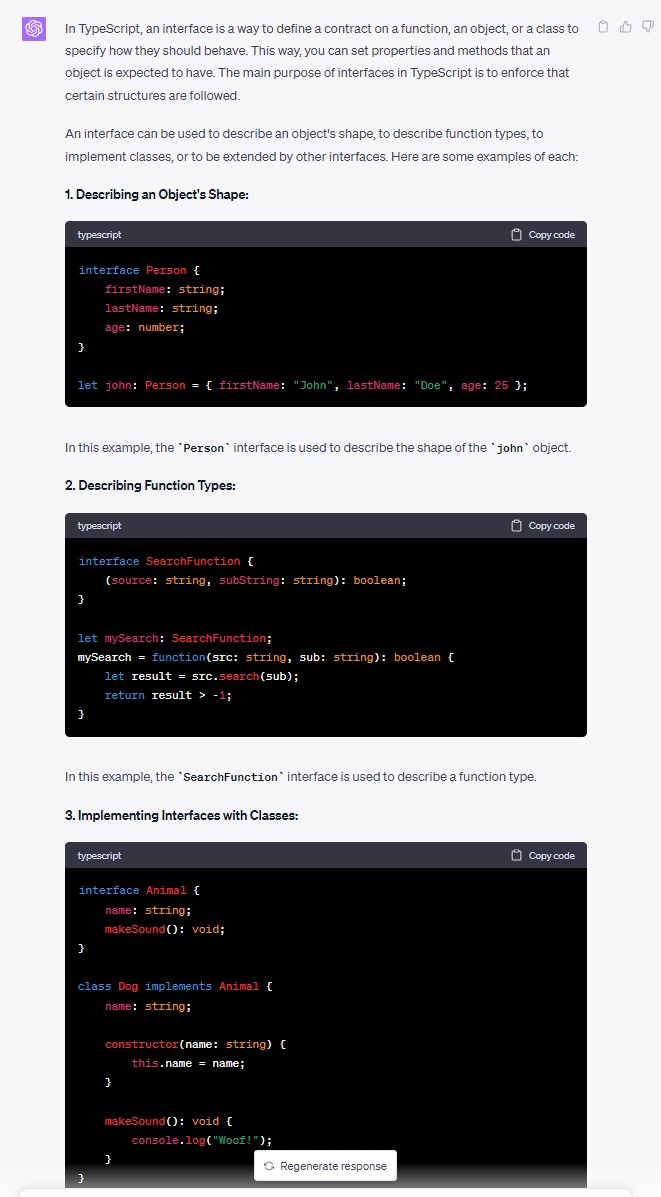 In TypeScript, an interface is a way to define a contract on a function, an object, or a class to
specify how they should behave. This way, you can set properties and methods that an
object is expected to have. The main purpose of interfaces in TypeScript is to enforce that
certain structures are followed.
An interface can be used to describe an object's shape, to describe function types, to
implement classes, or to be extended by other interfaces. Here are some examples of each:
1. Describing an Object's Shape:
typescript Copy code
interface Person {
    firstName: string;
    lastName: string;
    age: number;
}
let john: Person = { firstName: "John", lastName: "Doe", age: 25 };
In this example, the `Person` interface is used to describe the shape of the `john` object.
2. Describing Function Types:
typescript Copy code
interface SearchFunction {
    (source: string, subString: string): boolean;
}
let mySearch: SearchFunction;
mySearch = function(src: string, sub: string): boolean {
    let result = src.search(sub);
    return result > -1;
}
In this example, the `SearchFunction` interface is used to describe a function type.
3. Implementing Interfaces with Classes:
typescript Copy code
interface Animal {
    name: string;
    makeSound(): void;
}
class Dog implements Animal {
    name: string;
    constructor(name: string) {
        this.name = name;
    }
    makeSound(): void {
        console.log("Woof!");
    }
Regenerate response
}